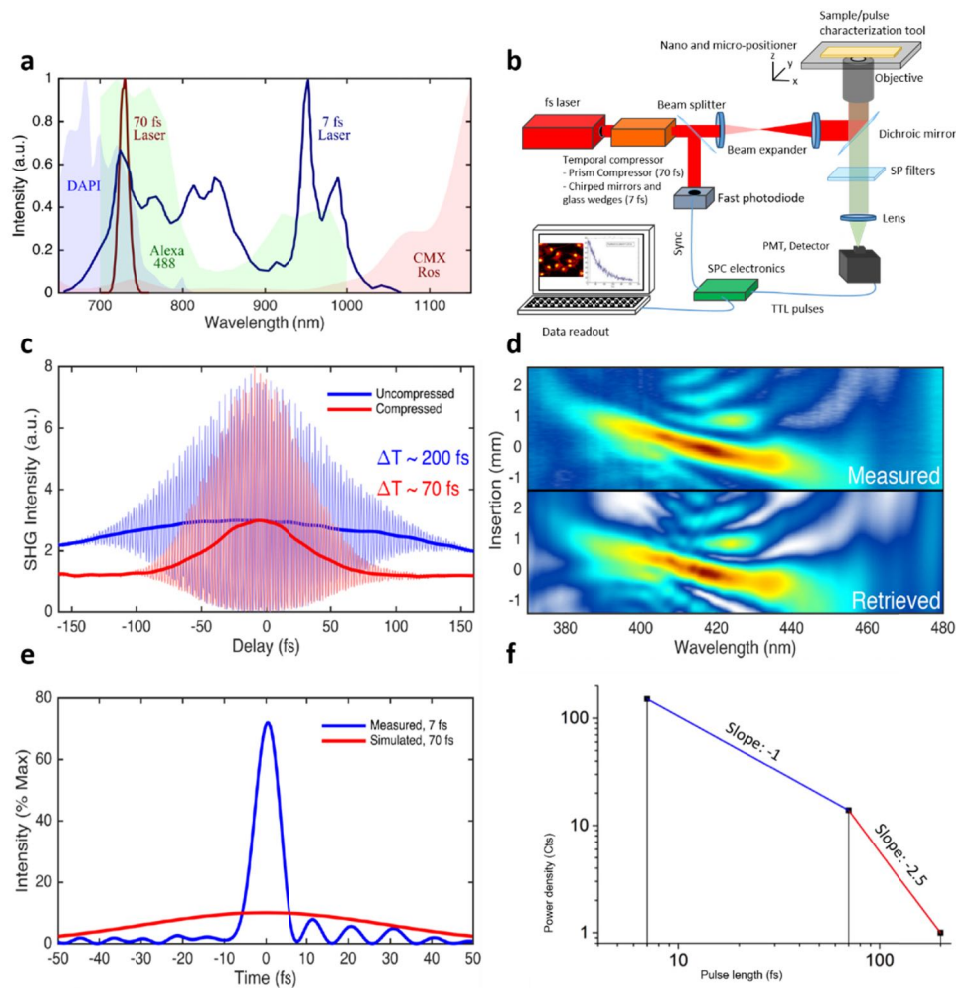 a
1
0.8
0.6
0.4
0.2
0
Intensity (a.u.)
70 fs
Laser
7 fs
Laser
DAPI
Alexa
488
CMX
Ros
700 800 900 1000 1100
Wavelength (nm)
b
Sample/pulse
characterization tool
Nano and micro-positioner
z
y
x
Objective
fs laser
Beam splitter
Dichroic mirror
Beam expander
Temporal compressor
- Prism Compressor (70 fs)
- Chirped mirrors and
glass wedges (7 fs)
SP filters
Fast photodiode
Lens
Sync
PMT, Detector
SPC electronics
TTL pulses
Data readout
c
8
6
4
2
0
SHG Intensity (a.u.)
Uncompressed
Compressed
ΔT ~ 200 fs
ΔT ~ 70 fs
-150 -100 -50 0 50 100 150
Delay (fs)
d
2
1
0
-1
Measured
2
1
0
-1
Retrieved
Insertion (mm)
380 400 420 440 460 480
Wavelength (nm)
e
80
60
40
20
0
Intensity (% Max)
Measured, 7 fs
Simulated, 70 fs
-50 -40 -30 -20 -10 0 10 20 30 40 50
Time (fs)
f
100
10
1
Power density (Cts)
Slope: -1
Slope: -2.5
10 100
Pulse length (fs)